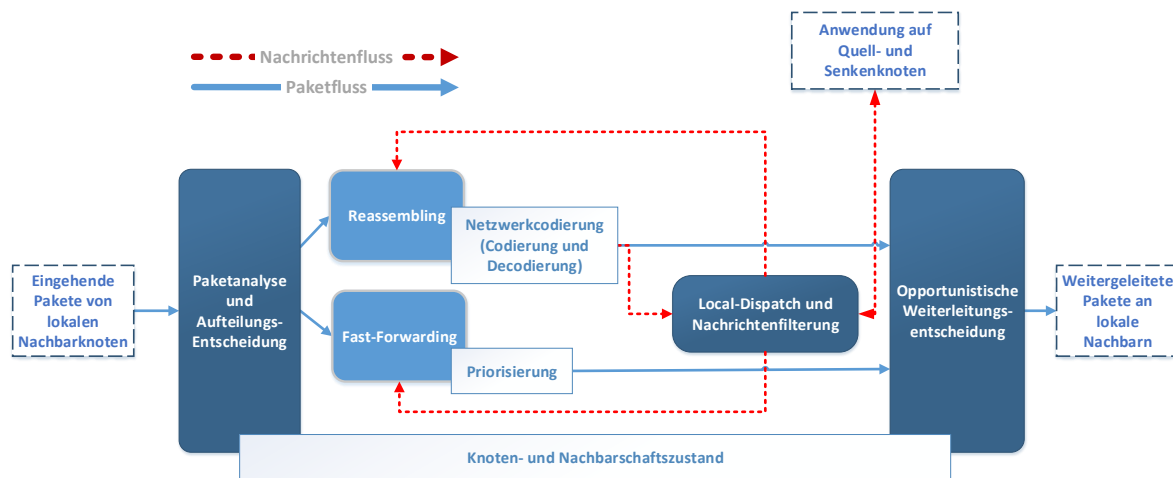 Nachrichtenfluss
Paketfluss
Anwendung auf
Quell- und
Senkenknoten
Eingehende
Pakete von
lokalen
Nachbarknoten
Paketanalyse
und
Aufteilungs-
Entscheidung
Reassembling
Netzwerkcodierung
(Codierung und
Decodierung)
Fast-Forwarding
Priorisierung
Local-Dispatch und
Nachrichtenfilterung
Opportunistische
Weiterleitungs-
entscheidung
Weitergeleitete
Pakete an
lokale
Nachbarn
Knoten- und Nachbarschaftszustand